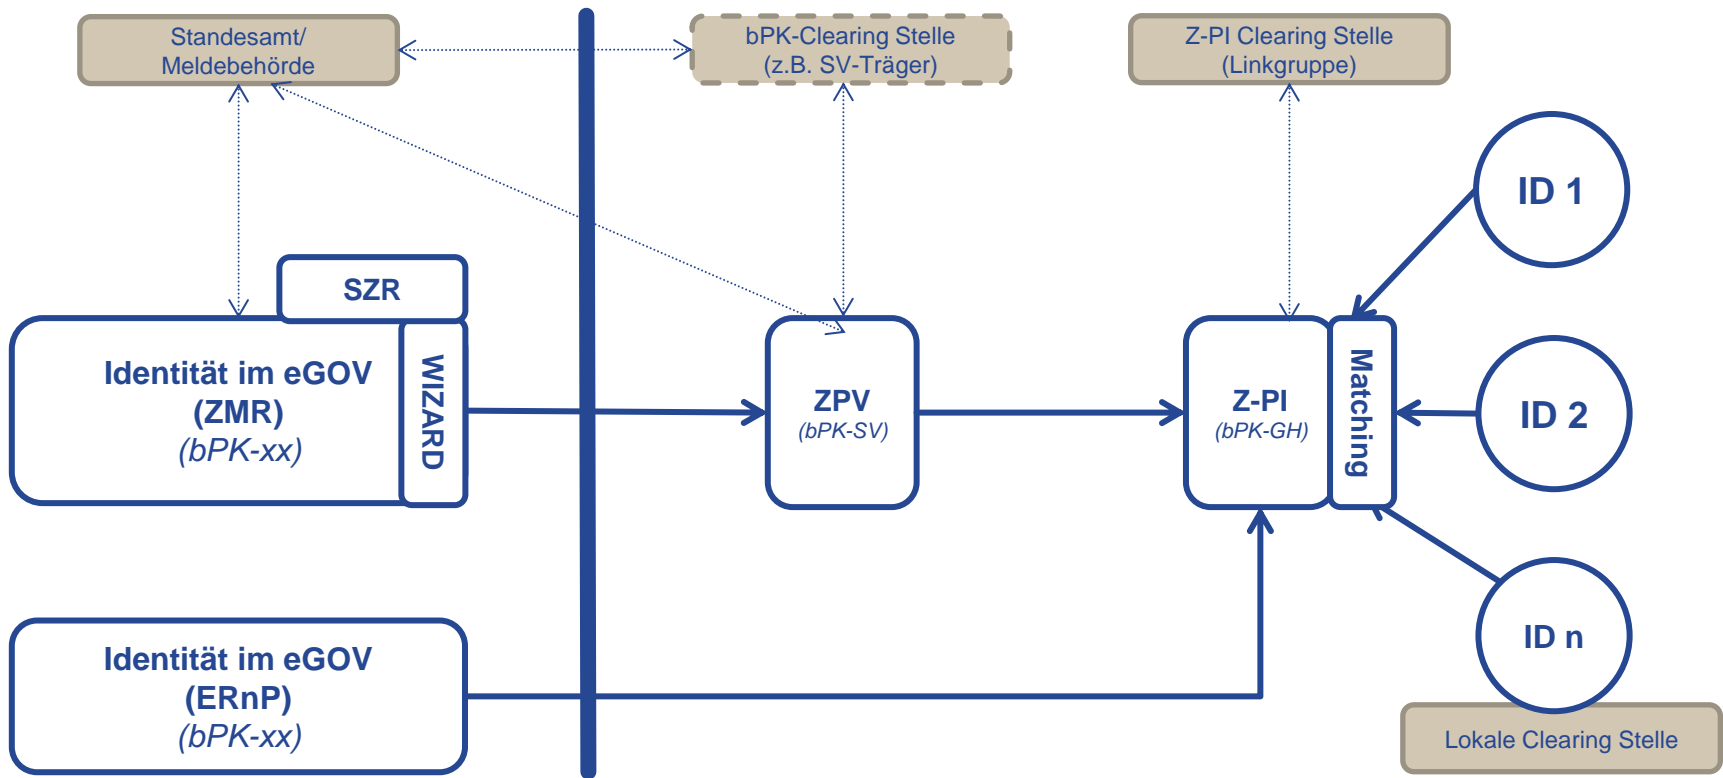 Standesamt/
Meldebehörde
bPK-Clearing Stelle
(z.B. SV-Träger)
Z-PI Clearing Stelle
(Linkgruppe)
ID 1
SZR
Identität im eGOV
(ZMR)
(bPK-xx)
WIZARD
ZPV
(bPK-SV)
Z-PI
(bPK-GH)
Matching
ID 2
Identität im eGOV
(ERnP)
(bPK-xx)
ID n
Lokale Clearing Stelle